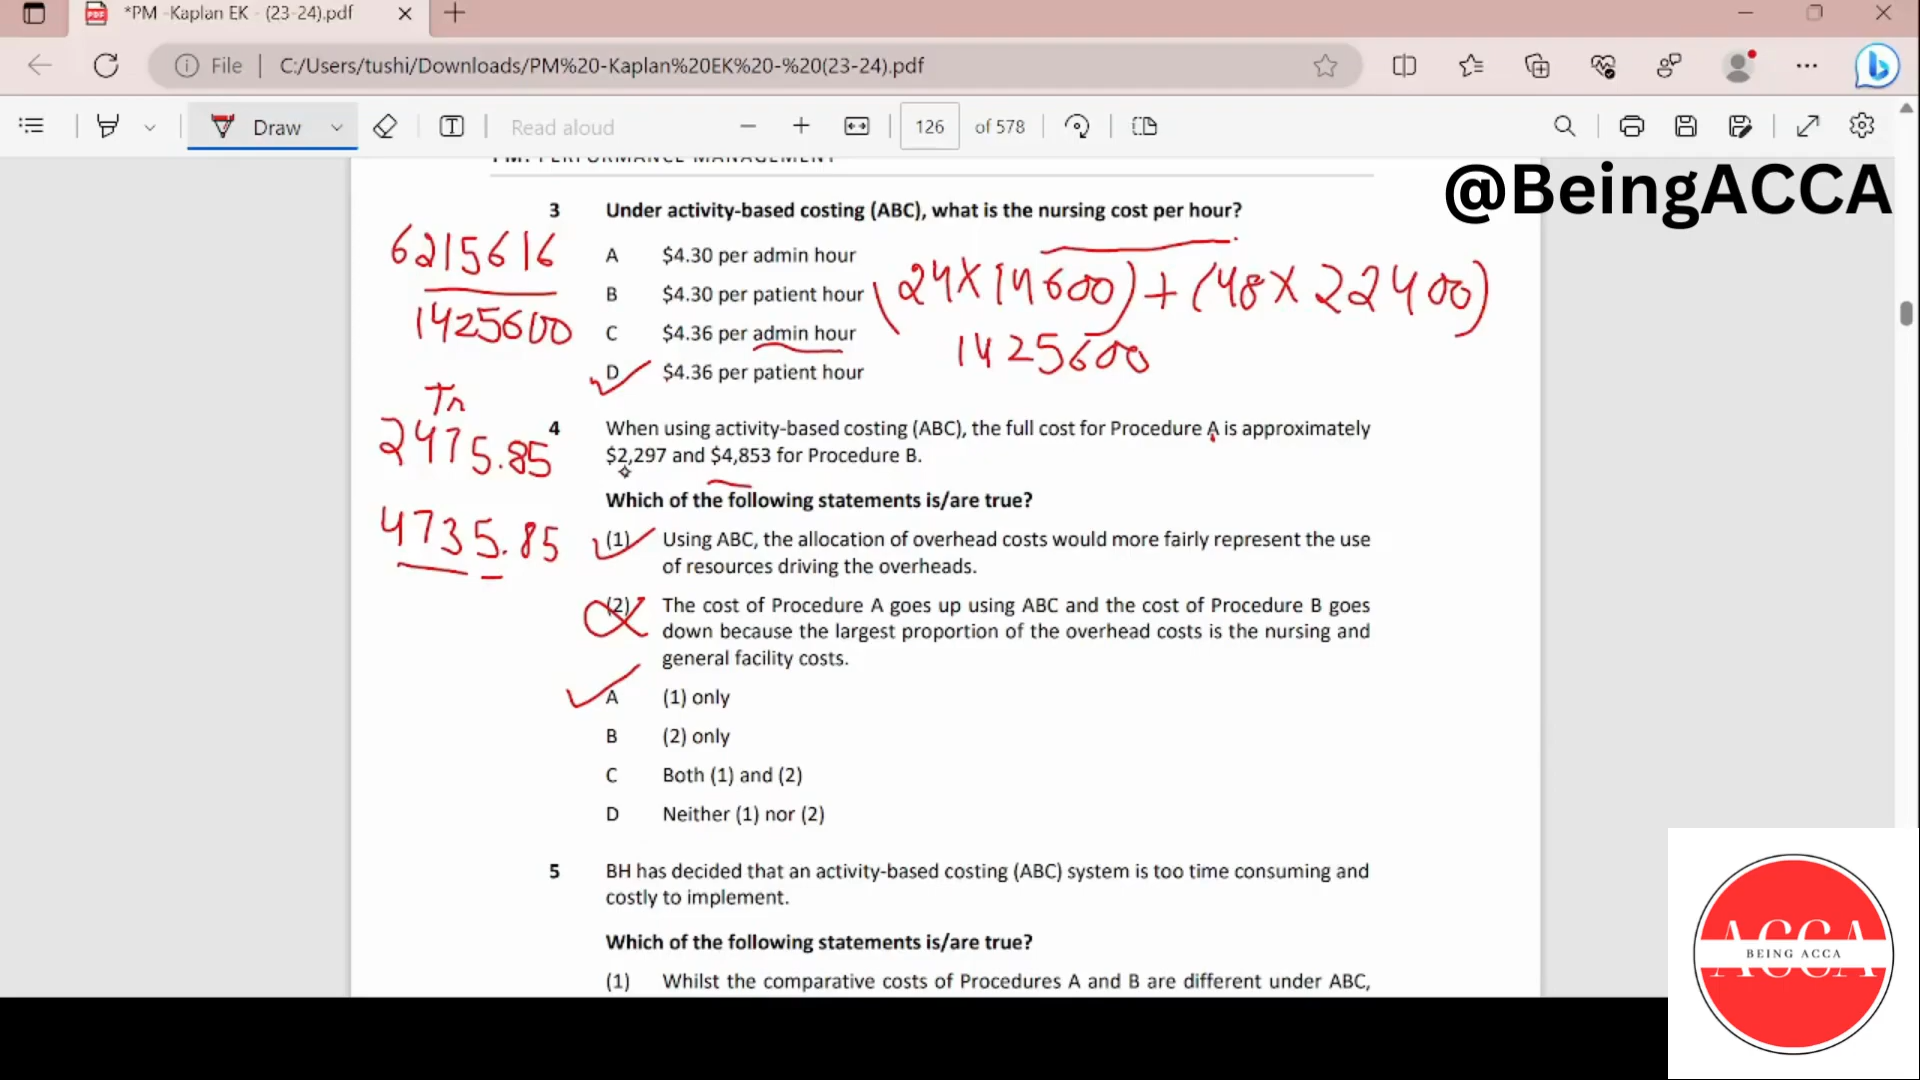 *PM -Kaplan EK - (23-24).pdf
File
C:/Users/tushi/Downloads/PM%20-Kaplan%20EK%20-%20(23-24).pdf
Draw
Read aloud
126 of 578
PM: PERFORMANCE MANAGEMENT
@BeingACCA
3 Under activity-based costing (ABC), what is the nursing cost per hour?
A $4.30 per admin hour
B $4.30 per patient hour
C $4.36 per admin hour
D $4.36 per patient hour
6215616
1425600
(24×14600)+(48×22400)
1425600
4 When using activity-based costing (ABC), the full cost for Procedure A is approximately
$2,297 and $4,853 for Procedure B.
Tn
2475.85
4735.85
Which of the following statements is/are true?
(1) Using ABC, the allocation of overhead costs would more fairly represent the use
of resources driving the overheads.
(2) The cost of Procedure A goes up using ABC and the cost of Procedure B goes
down because the largest proportion of the overhead costs is the nursing and
general facility costs.
A (1) only
B (2) only
C Both (1) and (2)
D Neither (1) nor (2)
5 BH has decided that an activity-based costing (ABC) system is too time consuming and
costly to implement.
Which of the following statements is/are true?
(1) Whilst the comparative costs of Procedures A and B are different under ABC,
ACCA
BEING ACCA
ACCA